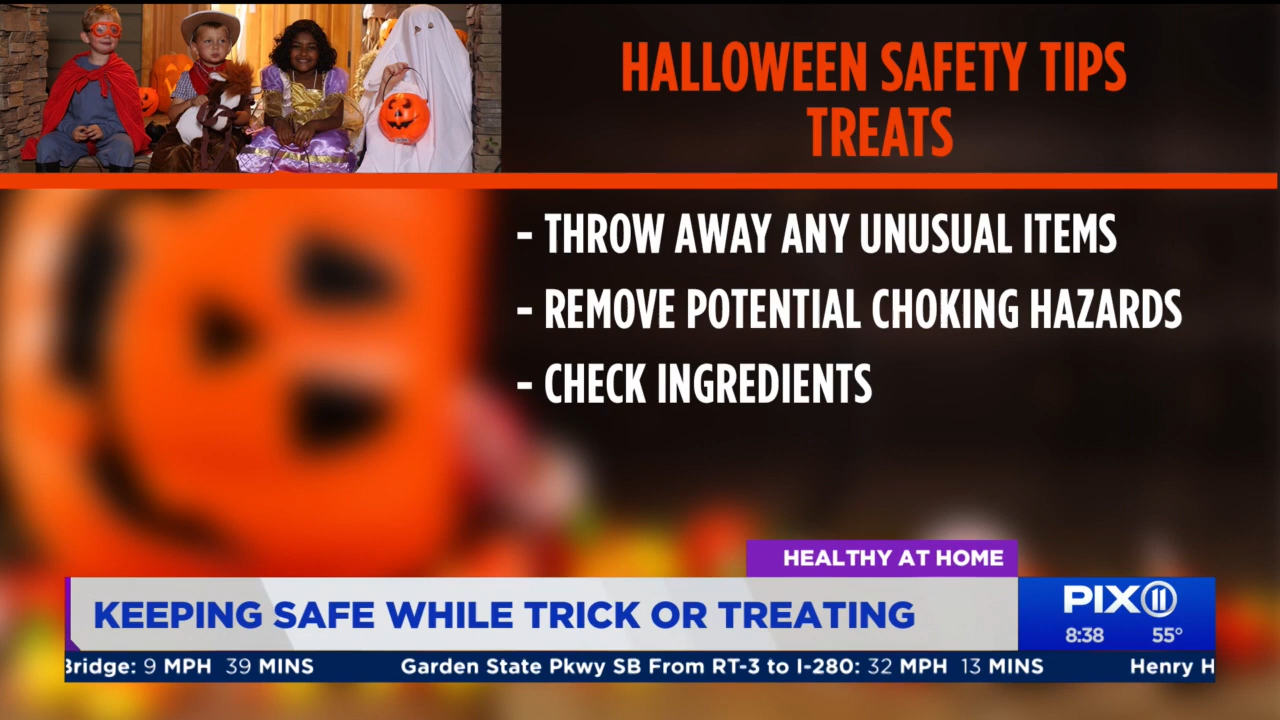 HALLOWEEN SAFETY TIPS
TREATS
- THROW AWAY ANY UNUSUAL ITEMS
- REMOVE POTENTIAL CHOKING HAZARDS
- CHECK INGREDIENTS
HEALTHY AT HOME
KEEPING SAFE WHILE TRICK OR TREATING
PIX11
8:38 55°
Bridge: 9 MPH 39 MINS Garden State Pkwy SB From RT-3 to I-280: 32 MPH 13 MINS Henry H